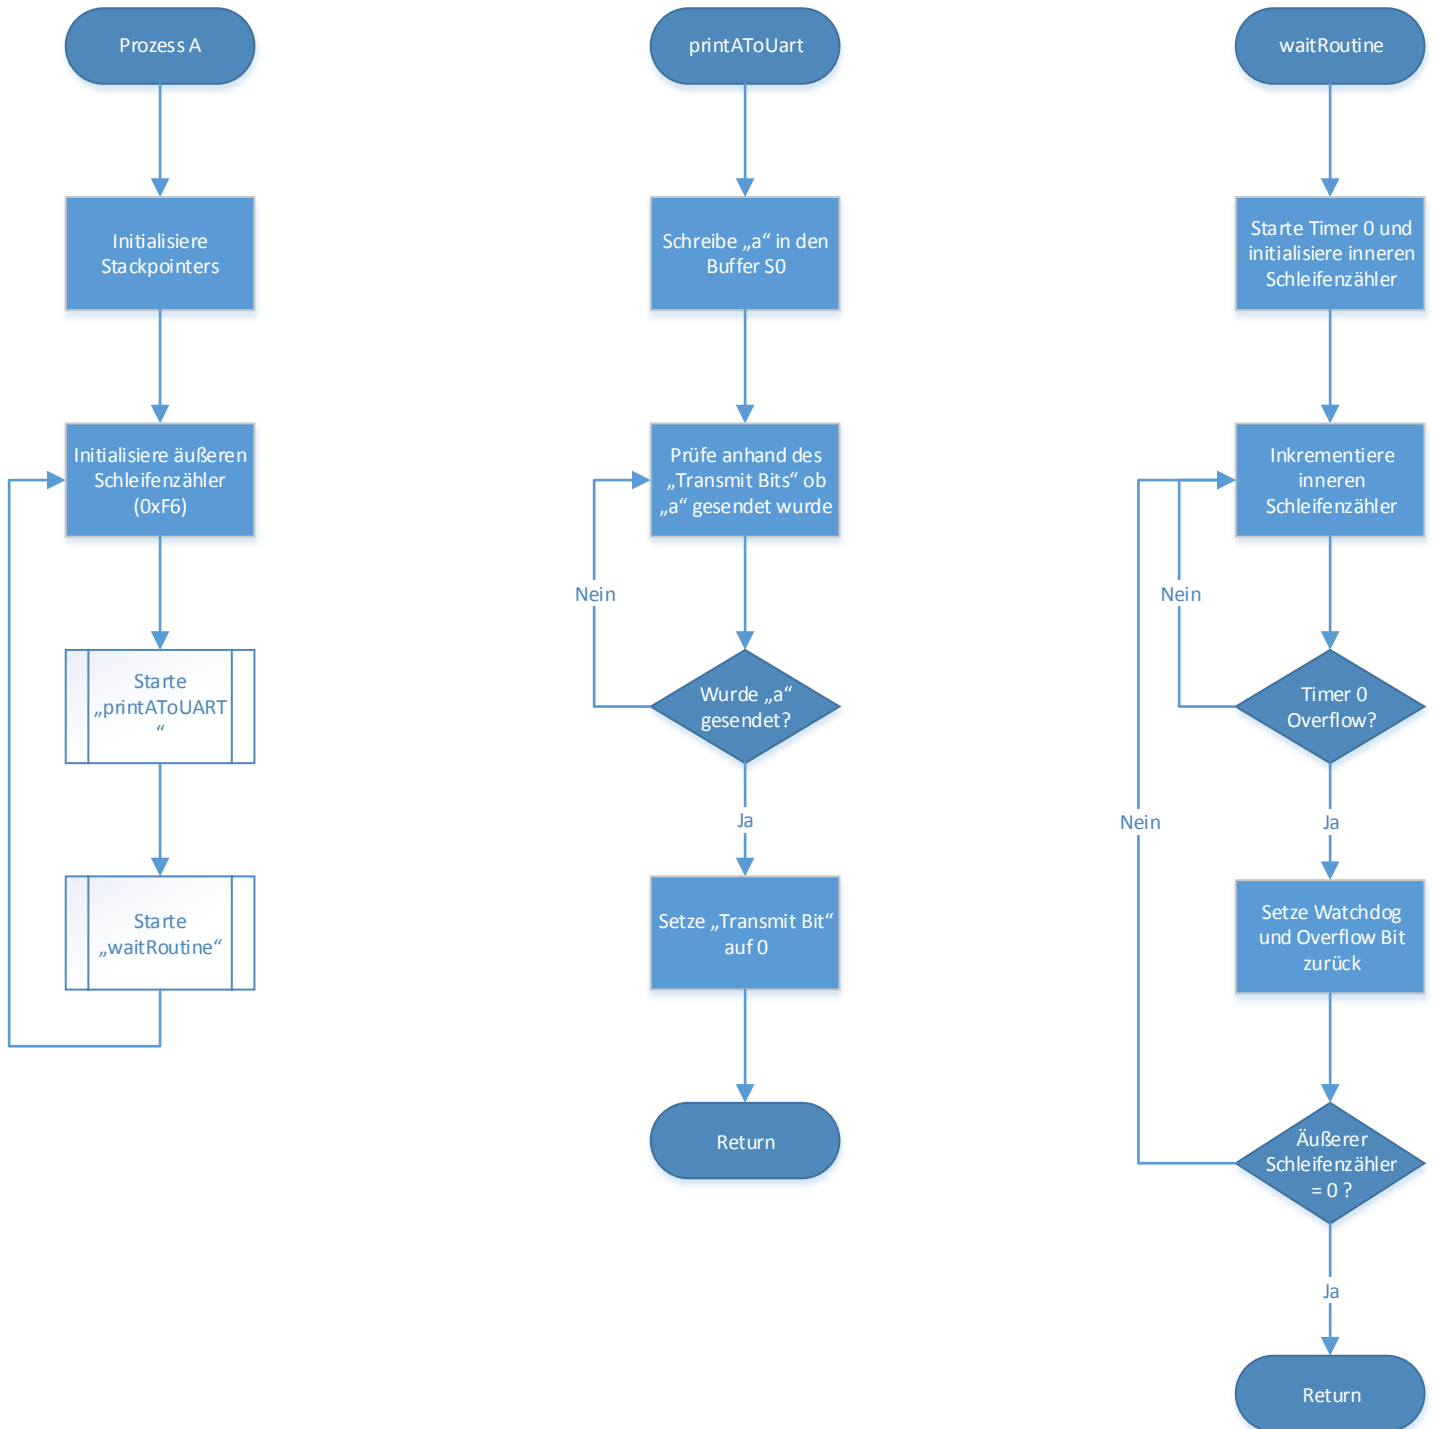 Prozess A
Initialisiere
Stackpointers
Initialisiere äußeren
Schleifenzähler
(0xF6)
Starte
„printAToUART
“
Starte
„waitRoutine“
printAToUart
Schreibe „a“ in den
Buffer S0
Prüfe anhand des
„Transmit Bits“ ob
„a“ gesendet wurde
Nein
Wurde „a“
gesendet?
Ja
Setze „Transmit Bit“
auf 0
Return
waitRoutine
Starte Timer 0 und
initialisiere inneren
Schleifenzähler
Inkrementiere
inneren
Schleifenzähler
Nein
Timer 0
Overflow?
Nein
Ja
Setze Watchdog
und Overflow Bit
zurück
Äußerer
Schleifenzähler
= 0 ?
Ja
Return